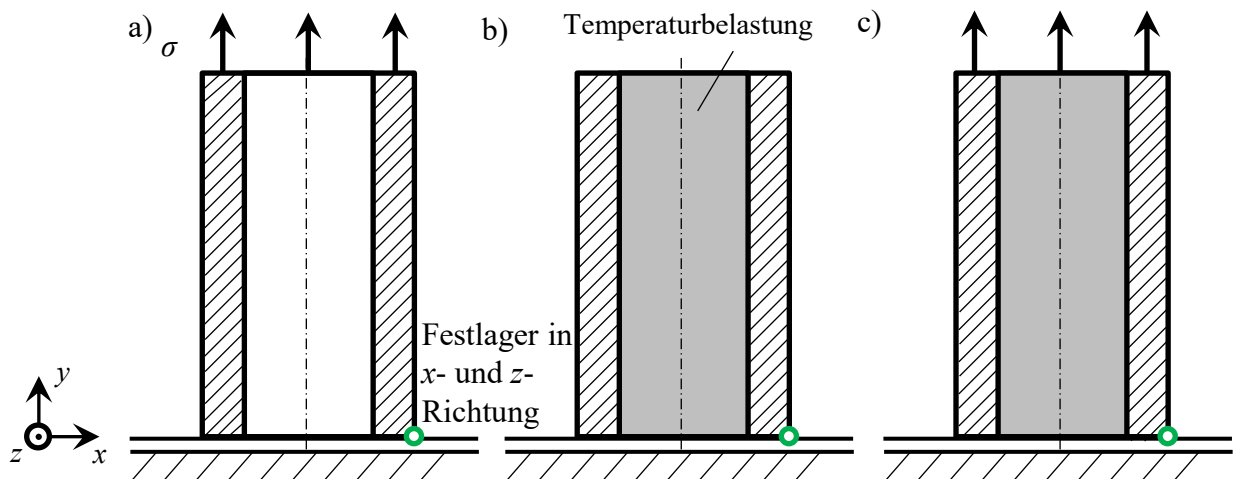 a)
σ
b)
Temperaturbelastung
c)
Festlager in
x- und z-
Richtung
y
z
x